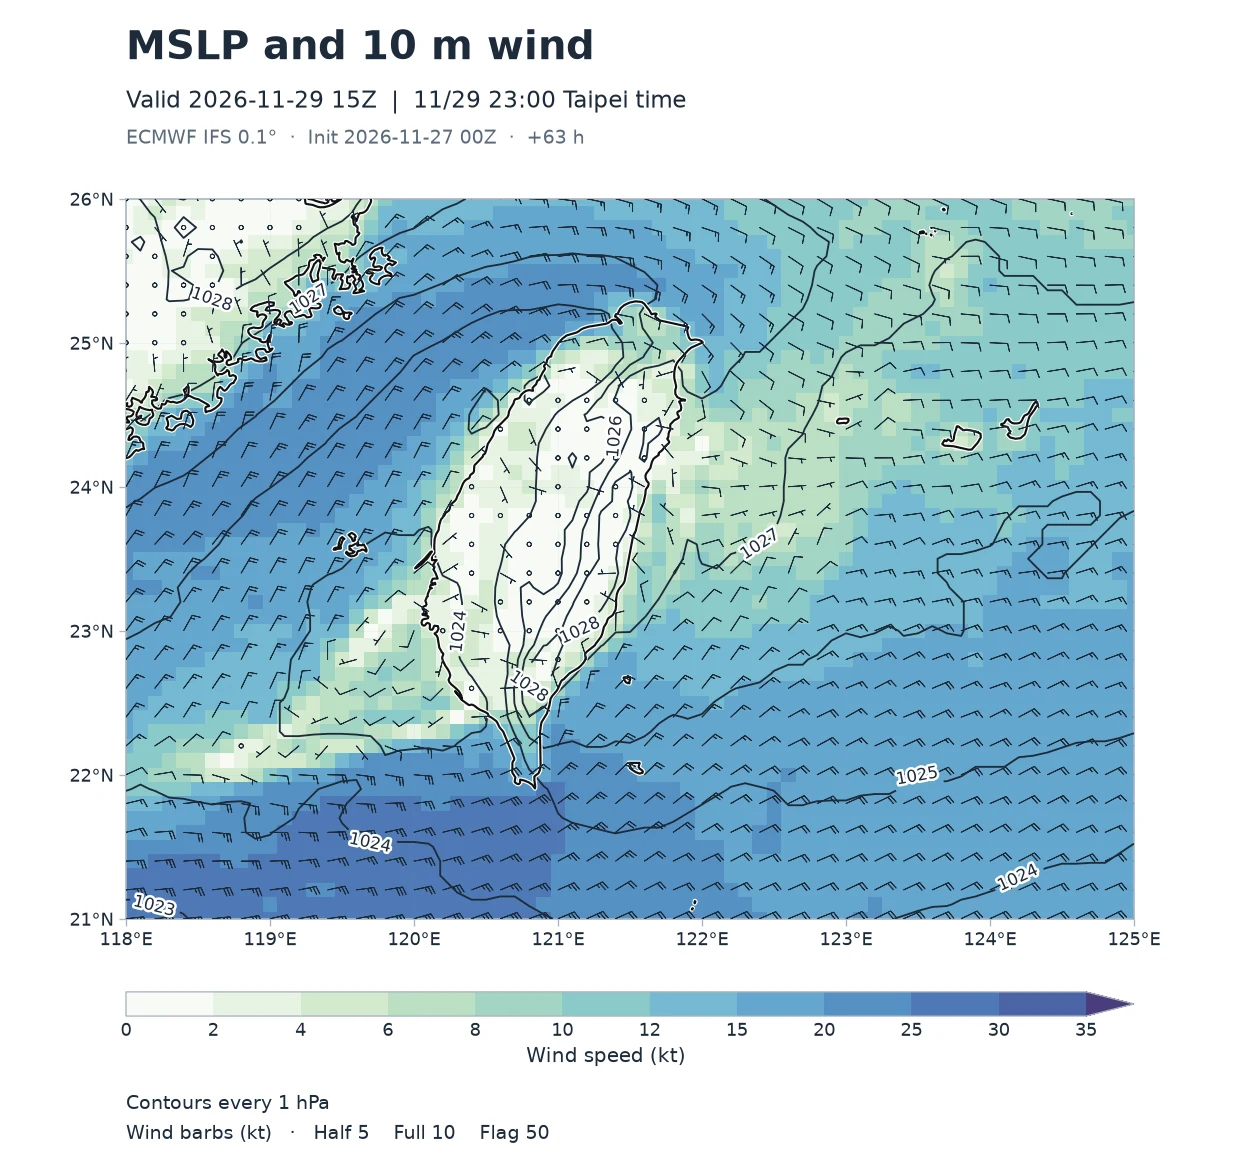 MSLP and 10 m wind
Valid 2026-11-29 15Z | 11/29 23:00 Taipei time
ECMWF IFS 0.1° · Init 2026-11-27 00Z · +63 h
26°N
25°N
24°N
23°N
22°N
21°N
1028
1027
1026
1027
1024
1028
1028
1025
1024
1024
1023
118°E 119°E 120°E 121°E 122°E 123°E 124°E 125°E
0 2 4 6 8 10 12 15 20 25 30 35
Wind speed (kt)
Contours every 1 hPa
Wind barbs (kt) · Half 5 Full 10 Flag 50